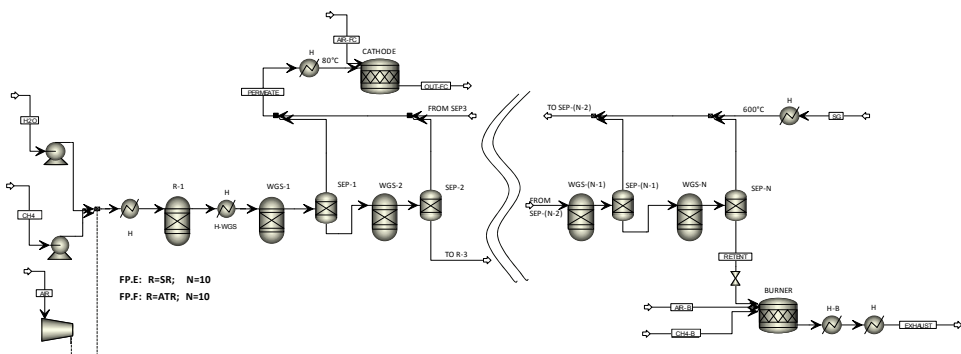 AIR-FC
H
80°C
CATHODE
OUT-FC
PERMEATE
FROM SEP3
TO SEP-(N-2)
600°C
H
SG
H2O
CH4
AIR
H
R-1
H
H-WGS
WGS-1
SEP-1
WGS-2
SEP-2
TO R-3
FROM
SEP-(N-2)
WGS-(N-1)
SEP-(N-1)
WGS-N
SEP-N
FP.E: R=SR; N=10
FP.F: R=ATR; N=10
RETENT
BURNER
AIR-B
CH4-B
H-B
H
EXHAUST